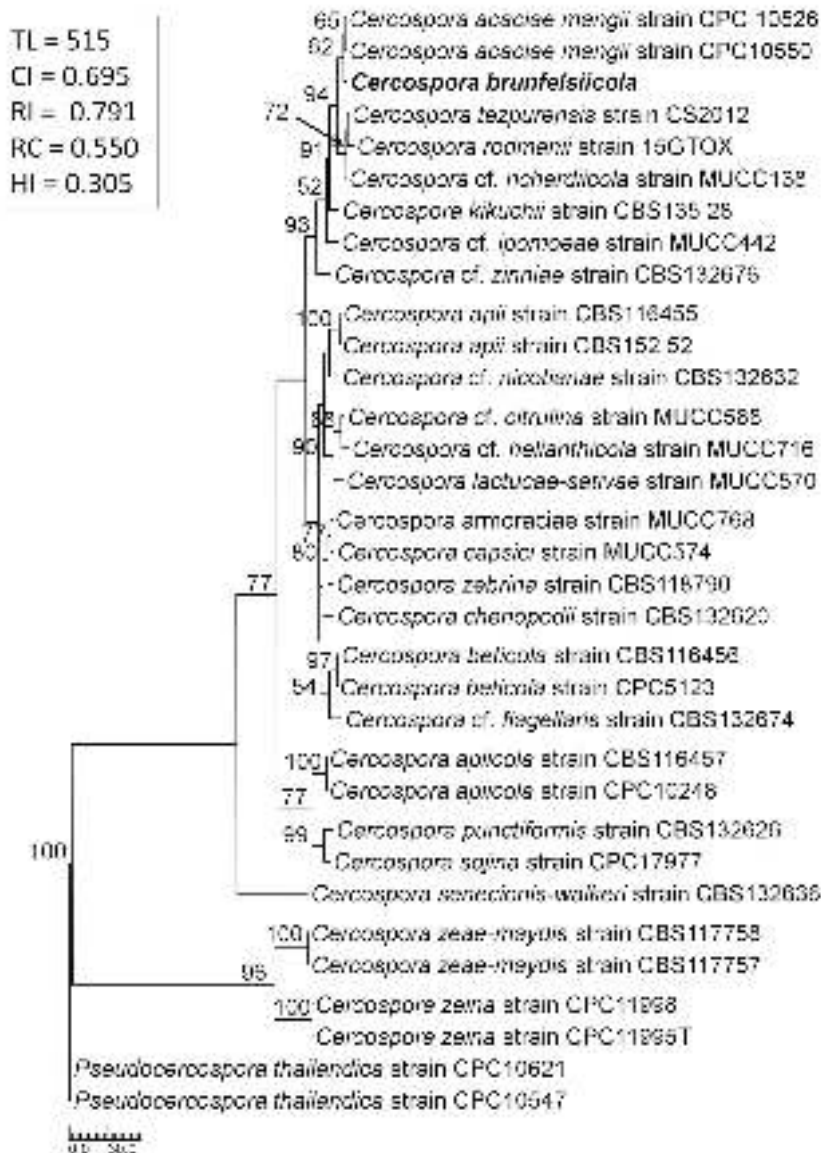 TL = 515
CI = 0.695
RI = 0.791
RC = 0.550
HI = 0.305
65 Cercospora acaciae mangii strain CPC 10526
62 Cercospora acaciae mangii strain CPC10550
94 Cercospora brunfelsiicola
72 Cercospora tezpurensis strain CS2012
91 Cercospora strain 15GTOX
Cercospora cf. strain MUCC138
52 Cercospora kikuchii strain CBS135 28
93 Cercospora cf. ipomoeae strain MUCC442
Cercospora cf. zinniae strain CBS132676
100 Cercospora apii strain CBS116455
Cercospora apii strain CBS152 52
Cercospora cf. strain CBS132632
Cercospora cf. citrulina strain MUCC588
90 Cercospora cf. helianthicola strain MUCC716
Cercospora lactucae-sativae strain MUCC570
77 Cercospora armoraciae strain MUCC768
80 Cercospora capsici strain MUCC574
77 Cercospora zebrina strain CBS118790
Cercospora chenopodii strain CBS132620
97 Cercospora beticola strain CBS116456
54 Cercospora beticola strain CPC5123
Cercospora cf. flagellaris strain CBS132674
100 Cercospora apiicola strain CBS116457
77 Cercospora apiicola strain CPC10248
99 Cercospora punctiformis strain CBS132626
100 Cercospora sojina strain CPC17977
Cercospora senecionis-walkeri strain CBS132636
100 Cercospora zeae-maydis strain CBS117758
96 Cercospora zeae-maydis strain CBS117757
100 Cercospora zeina strain CPC11998
Cercospora zeina strain CPC11995T
Pseudocercospora thailandica strain CPC10621
Pseudocercospora thailandica strain CPC10547